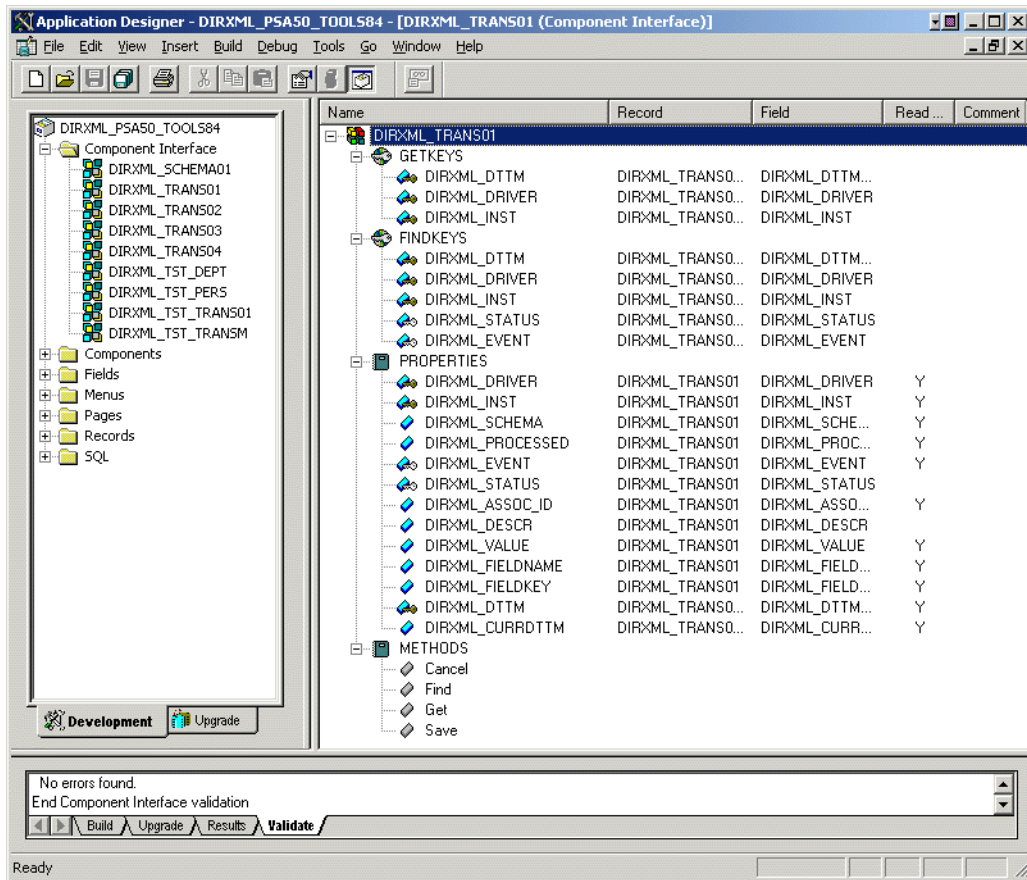 Application Designer - DIRXML_PSA50_TOOLS84 - [DIRXML_TRANS01 (Component Interface)]
File Edit View Insert Build Debug Tools Go Window Help
DIRXML_PSA50_TOOLS84
Component Interface
DIRXML_SCHEMA01
DIRXML_TRANS01
DIRXML_TRANS02
DIRXML_TRANS03
DIRXML_TRANS04
DIRXML_TST_DEPT
DIRXML_TST_PERS
DIRXML_TST_TRANS01
DIRXML_TST_TRANSM
Components
Fields
Menus
Pages
Records
SQL
Development Upgrade
Name Record Field Read ... Comment
DIRXML_TRANS01
GETKEYS
DIRXML_DTTM DIRXML_TRANS0... DIRXML_DTTM...
DIRXML_DRIVER DIRXML_TRANS0... DIRXML_DRIVER
DIRXML_INST DIRXML_TRANS0... DIRXML_INST
FINDKEYS
DIRXML_DTTM DIRXML_TRANS0... DIRXML_DTTM...
DIRXML_DRIVER DIRXML_TRANS0... DIRXML_DRIVER
DIRXML_INST DIRXML_TRANS0... DIRXML_INST
DIRXML_STATUS DIRXML_TRANS0... DIRXML_STATUS
DIRXML_EVENT DIRXML_TRANS0... DIRXML_EVENT
PROPERTIES
DIRXML_DRIVER DIRXML_TRANS01 DIRXML_DRIVER Y
DIRXML_INST DIRXML_TRANS01 DIRXML_INST Y
DIRXML_SCHEMA DIRXML_TRANS01 DIRXML_SCHE... Y
DIRXML_PROCESSED DIRXML_TRANS01 DIRXML_PROC... Y
DIRXML_EVENT DIRXML_TRANS01 DIRXML_EVENT Y
DIRXML_STATUS DIRXML_TRANS01 DIRXML_STATUS
DIRXML_ASSOC_ID DIRXML_TRANS01 DIRXML_ASSO... Y
DIRXML_DESCR DIRXML_TRANS01 DIRXML_DESCR
DIRXML_VALUE DIRXML_TRANS01 DIRXML_VALUE Y
DIRXML_FIELDNAME DIRXML_TRANS01 DIRXML_FIELD... Y
DIRXML_FIELDKEY DIRXML_TRANS01 DIRXML_FIELD... Y
DIRXML_DTTM DIRXML_TRANS0... DIRXML_DTTM... Y
DIRXML_CURRDTTM DIRXML_TRANS0... DIRXML_CURR... Y
METHODS
Cancel
Find
Get
Save
No errors found.
End Component Interface validation
Build Upgrade Results Validate
Ready